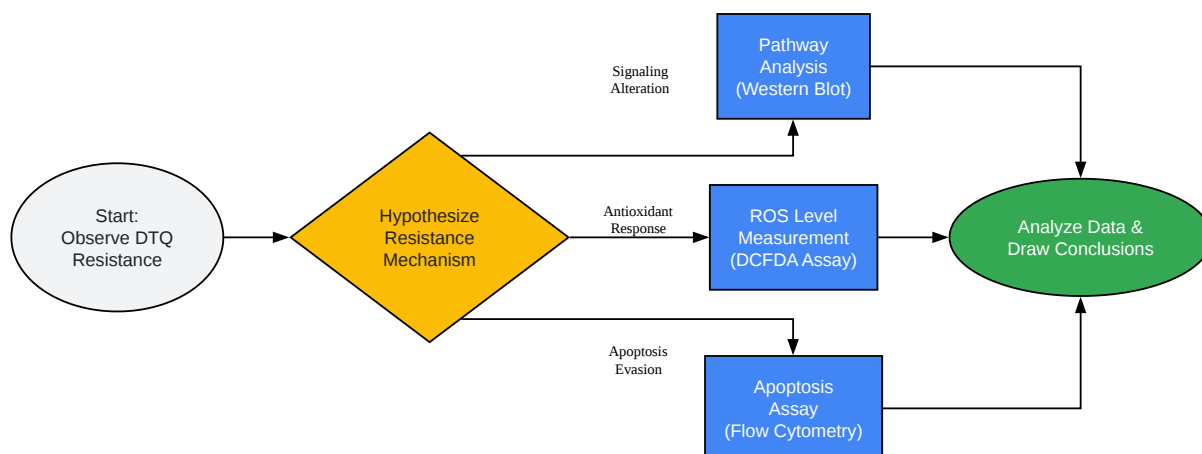 Start:
Observe DTQ
Resistance
Hypothesize
Resistance
Mechanism
Signaling
Alteration
Pathway
Analysis
(Western Blot)
Antioxidant
Response
ROS Level
Measurement
(DCFDA Assay)
Apoptosis
Evasion
Apoptosis
Assay
(Flow Cytometry)
Analyze Data &
Draw Conclusions